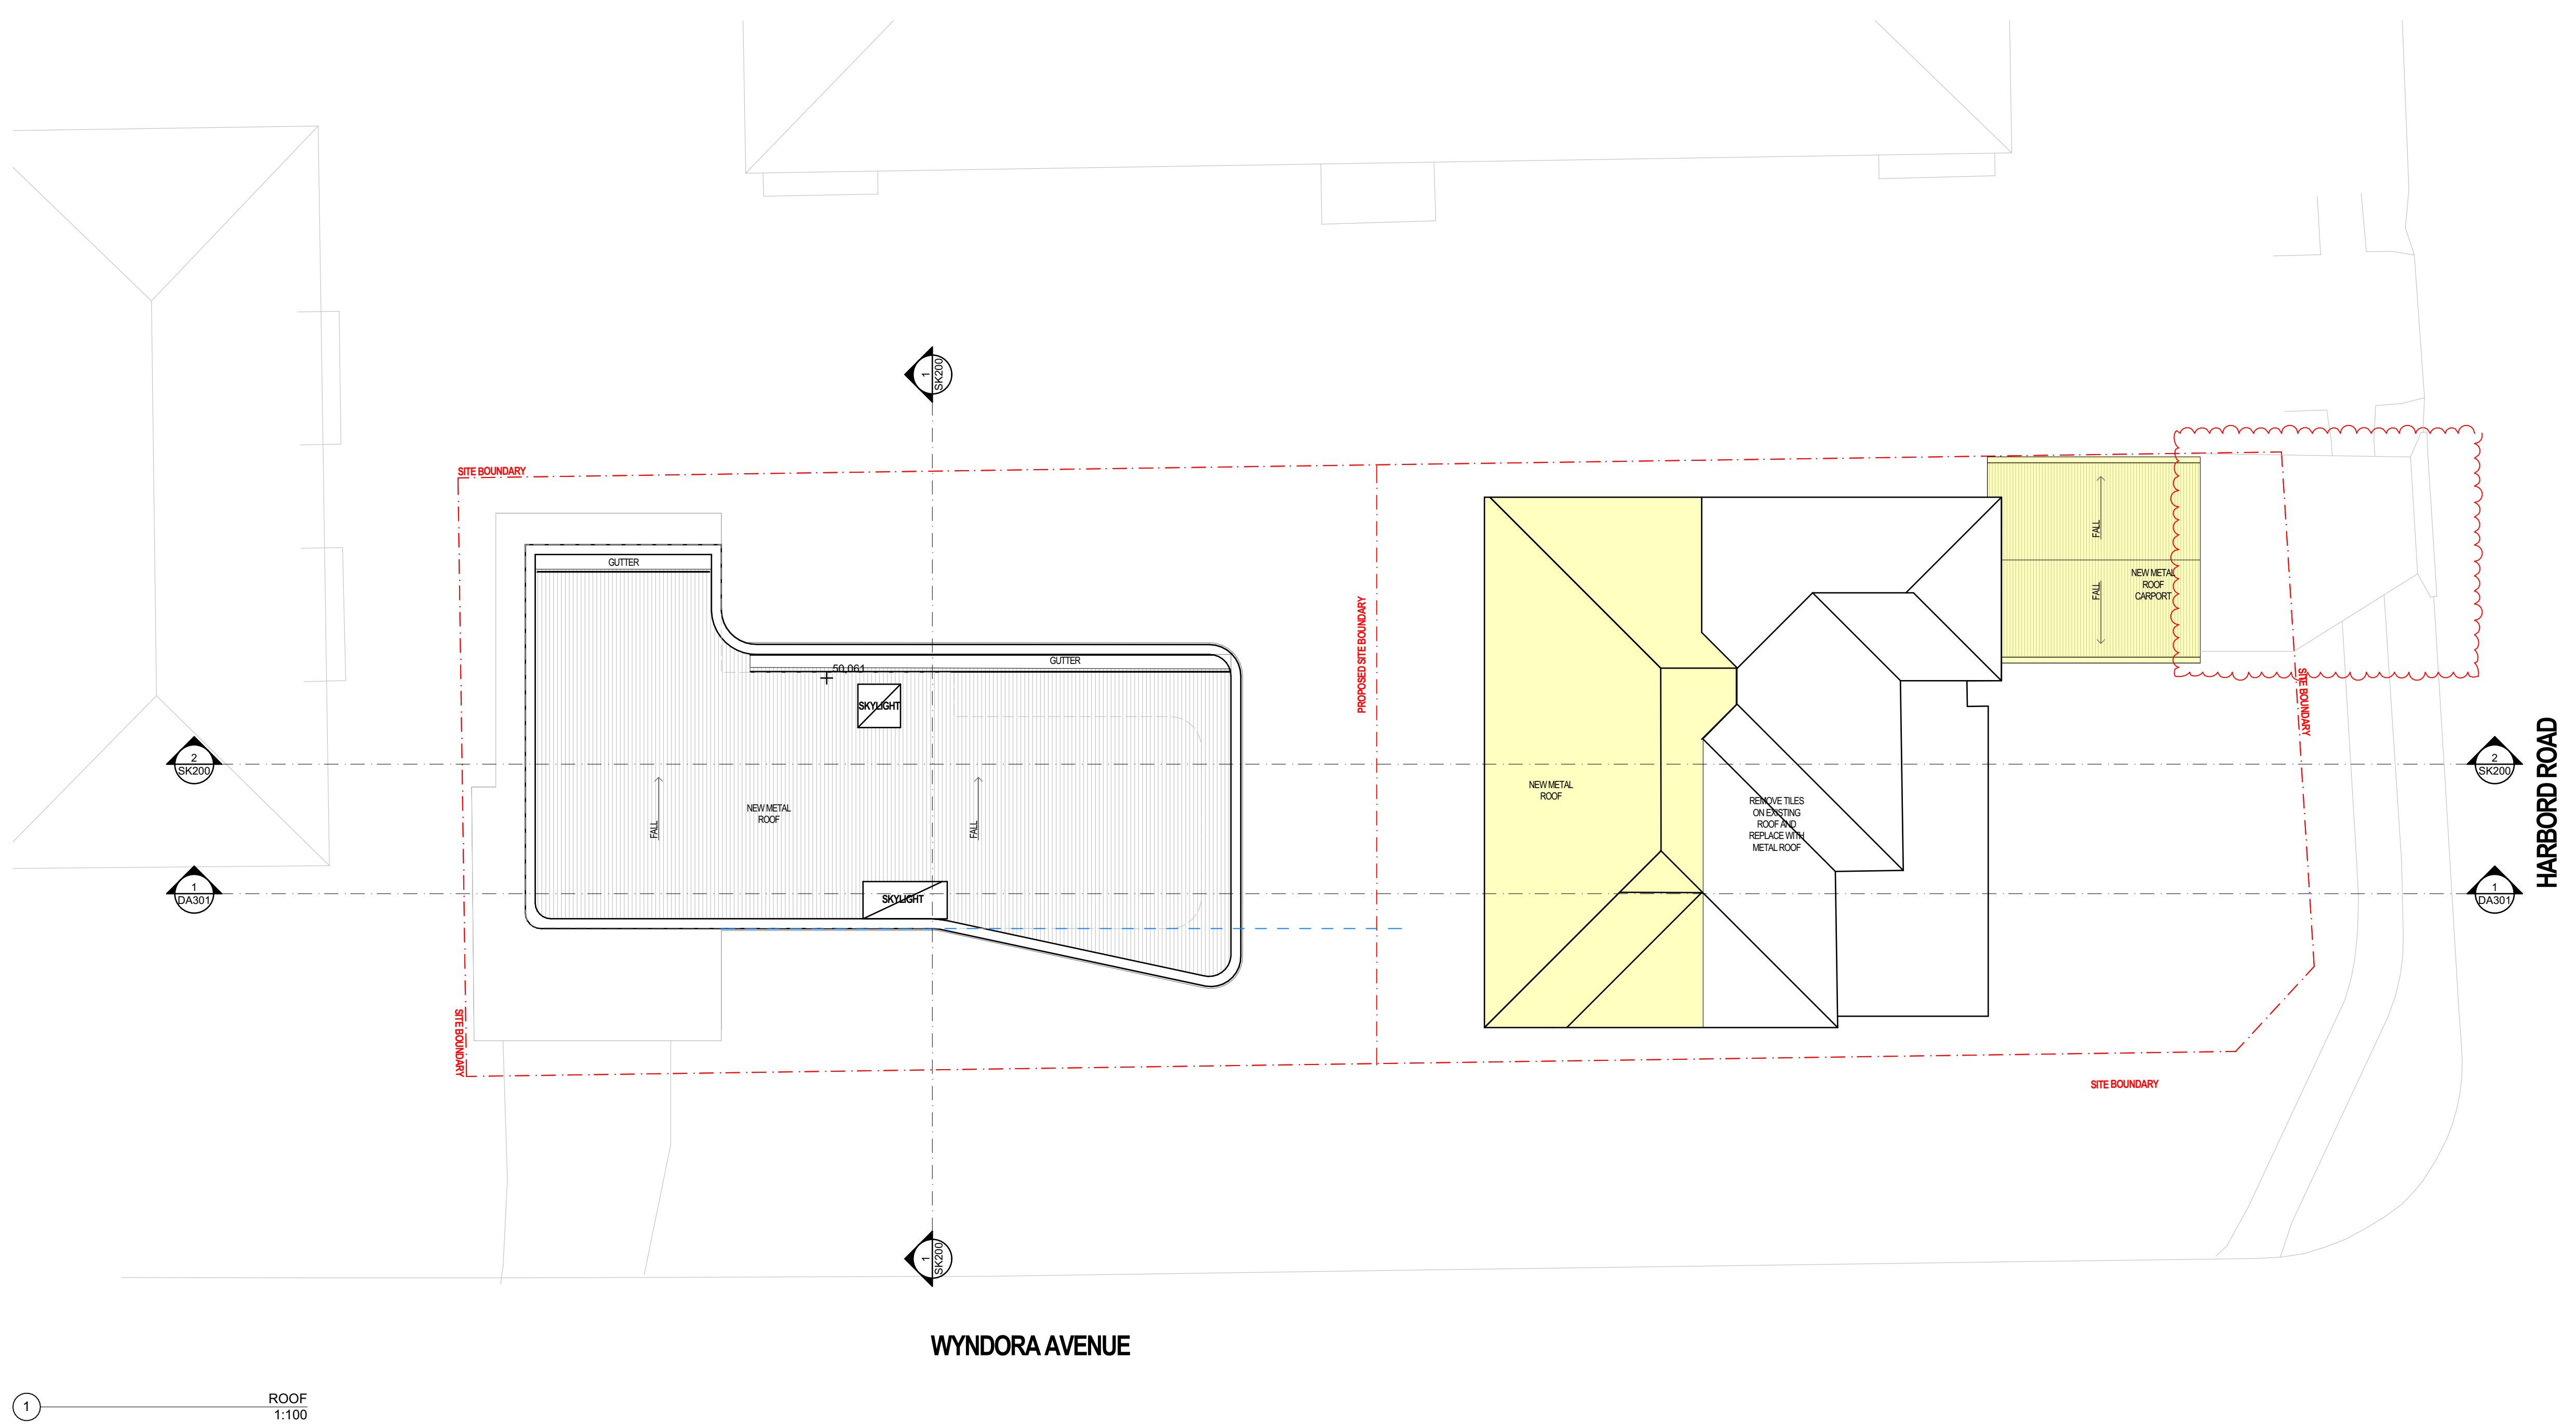 1
SK200
SITE BOUNDARY
GUTTER
FALL
NEW METAL
ROOF
CARPORT
FALL
GUTTER
50,061
SKYLIGHT
PROPOSED SITE BOUNDARY
SITE BOUNDARY
HARBORD ROAD
2
SK200
2
SK200
NEW METAL
ROOF
FALL
FALL
NEW METAL
ROOF
REMOVE TILES
ON EXISTING
ROOF AND
REPLACE WITH
METAL ROOF
1
DA301
SKYLIGHT
1
DA301
SITE BOUNDARY
SITE BOUNDARY
1
SK200
WYNDORA AVENUE
1
ROOF
1:100